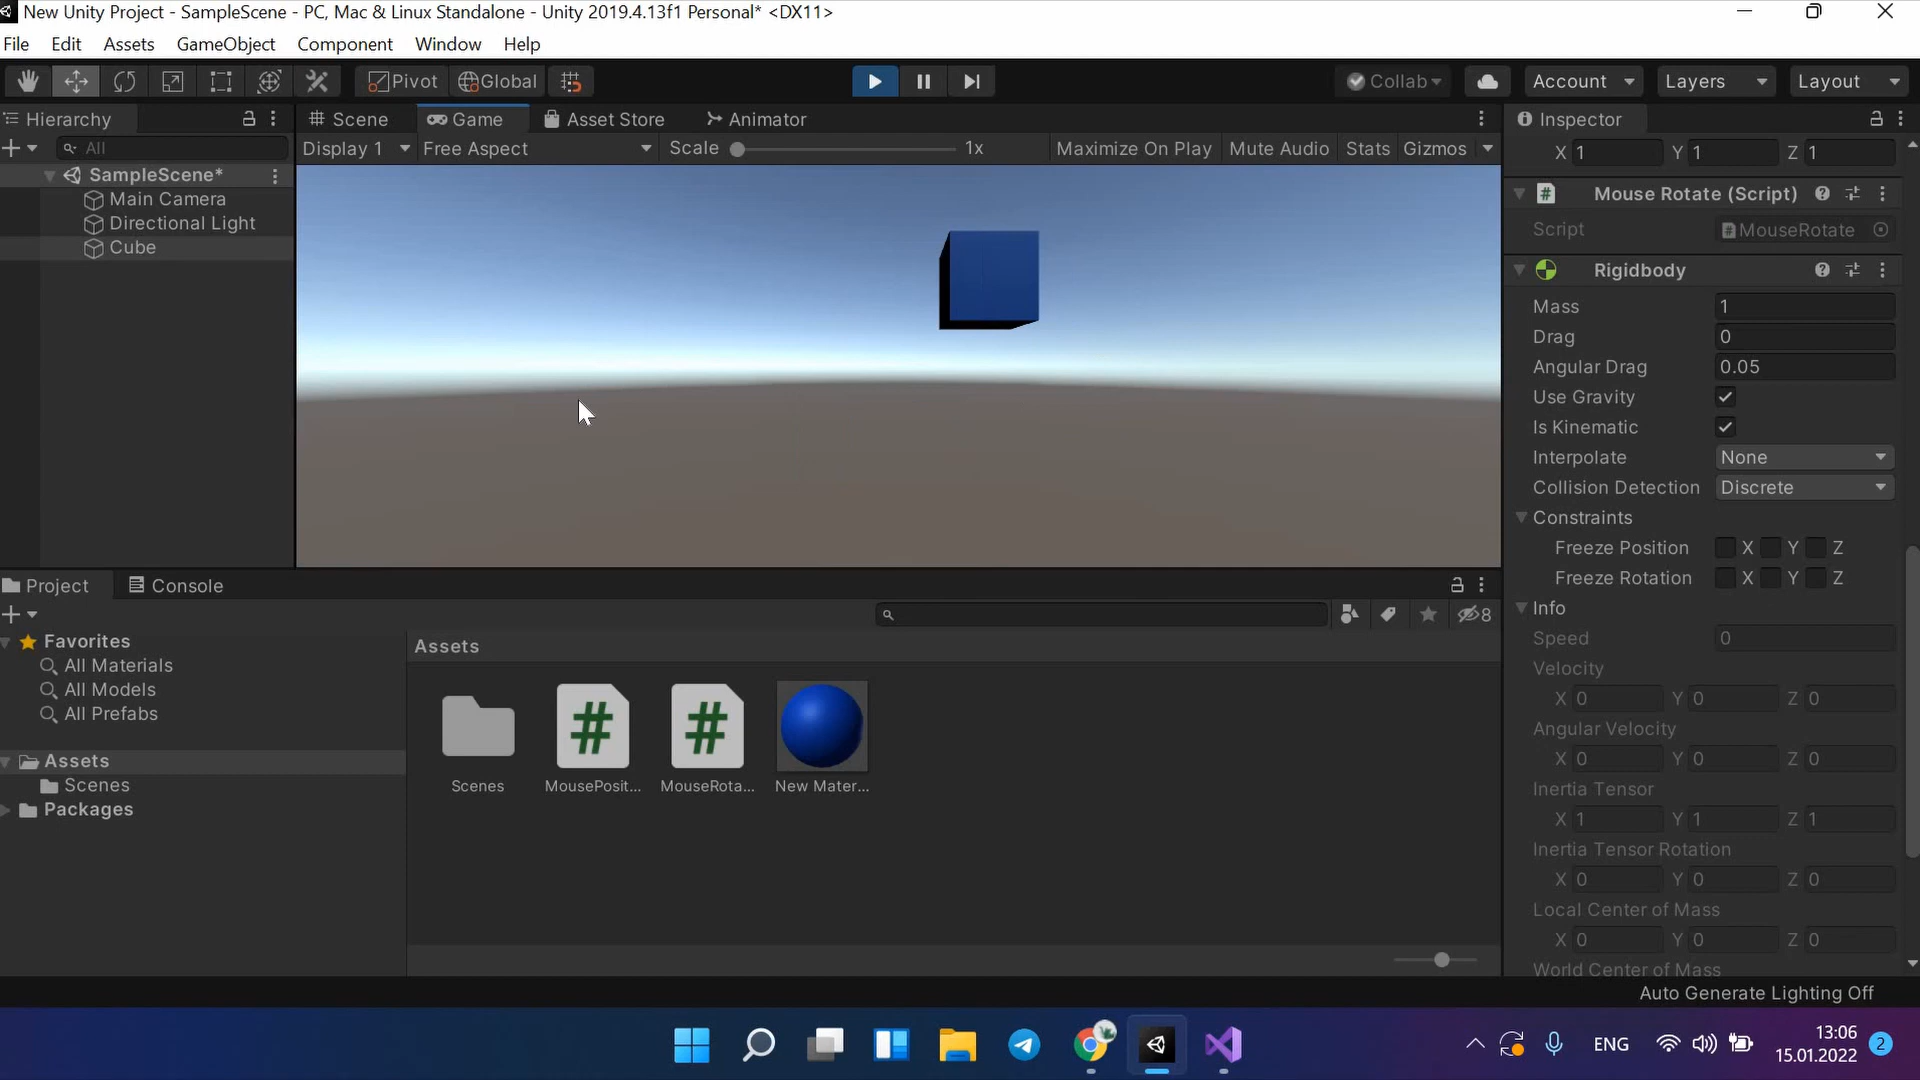 New Unity Project - SampleScene - PC, Mac & Linux Standalone - Unity 2019.4.13f1 Personal* <DX11>
File Edit Assets GameObject Component Window Help
Pivot Global Collab Account Layers Layout
Hierarchy
All
SampleScene*
Main Camera
Directional Light
Cube
Scene Game Asset Store Animator
Display 1 Free Aspect Scale 1x Maximize On Play Mute Audio Stats Gizmos
Inspector
X 1 Y 1 Z 1
Mouse Rotate (Script)
Script MouseRotate
Rigidbody
Mass 1
Drag 0
Angular Drag 0.05
Use Gravity
Is Kinematic
Interpolate None
Collision Detection Discrete
Constraints
Freeze Position X Y Z
Freeze Rotation X Y Z
Info
Speed 0
Velocity
X 0 Y 0 Z 0
Angular Velocity
X 0 Y 0 Z 0
Inertia Tensor
X 1 Y 1 Z 1
Inertia Tensor Rotation
X 0 Y 0 Z 0
Local Center of Mass
X 0 Y 0 Z 0
World Center of Mass
Project Console
8
Favorites
All Materials
All Models
All Prefabs
Assets
Scenes
Packages
Assets
Scenes MousePosit... MouseRota... New Mater...
Auto Generate Lighting Off
ENG
13:06
15.01.2022
2